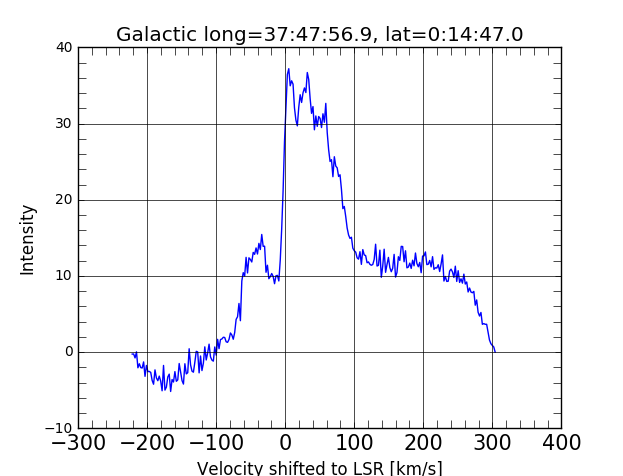 Galactic long=37:47:56.9, lat=0:14:47.0
40
30
20
10
0
−10
Intensity
−300 −200 −100 0 100 200 300 400
Velocity shifted to LSR [km/s]